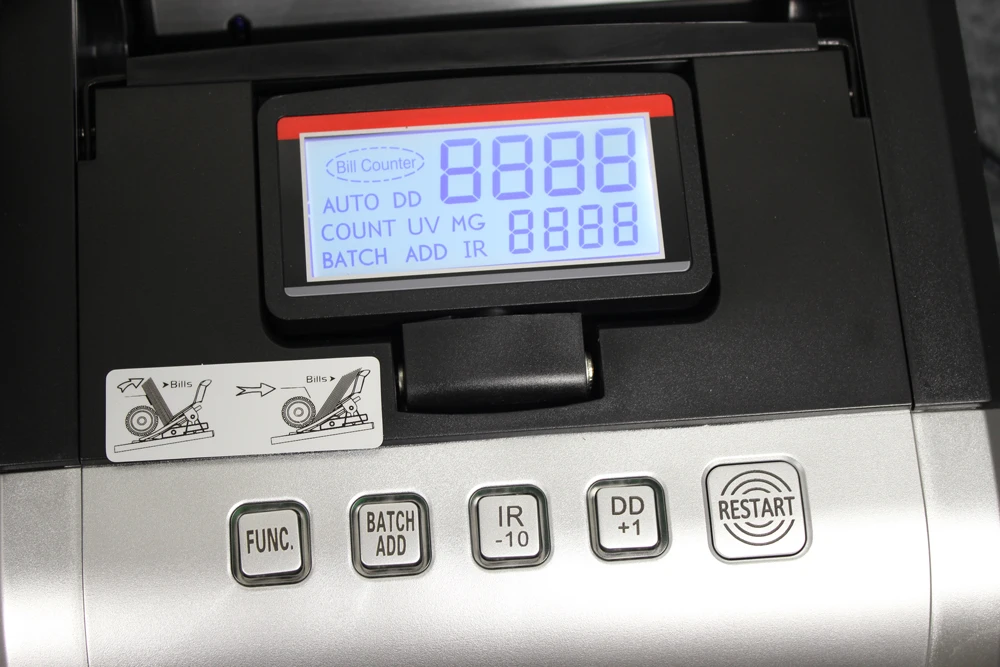 Bill Counter 8888
AUTO DD
COUNT UV MG 8888
BATCH ADD IR
➤Bills
Bills➤
FUNC.
BATCH
ADD
IR
-10
DD
+1
RESTART